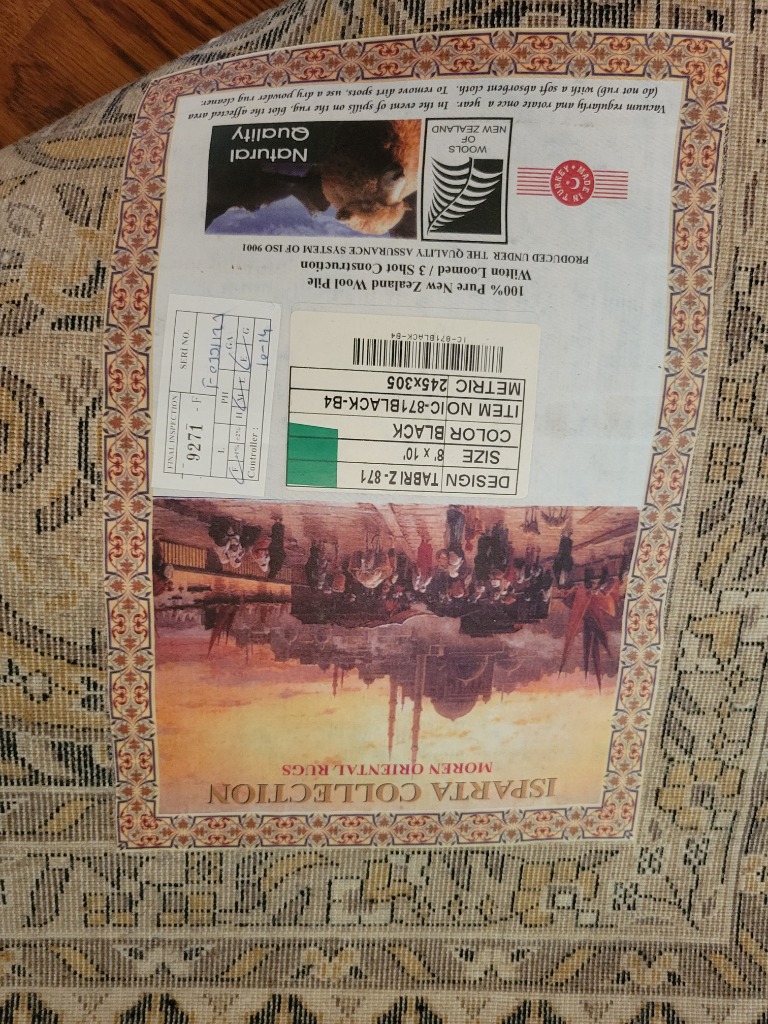 ISPARTA COLLECTION
MOREN ORIENTAL RUGS
DESIGN TABRIZ-871
SIZE 8' x 10'
COLOR BLACK
ITEM NO IC-871BLACK-B4
METRIC 245x305
IC-871BLACK-B4
FINAL INSPECTION
SERI NO.
9271 - F
I.
PH
GA
E
G
Controller :
10-14
100% Pure New Zealand Wool Pile
Wilton Loomed / 3 Shot Construction
PRODUCED UNDER THE QUALITY ASSURANCE SYSTEM OF ISO 9001
MADE IN TURKEY
WOOLS
OF
NEW ZEALAND
Natural
Quality
Vacuum regularly and rotate once a year. In the event of spills on the rug, blot the affected area
(do not rub) with a soft absorbent cloth. To remove dirt spots, use a dry powder rug cleaner.